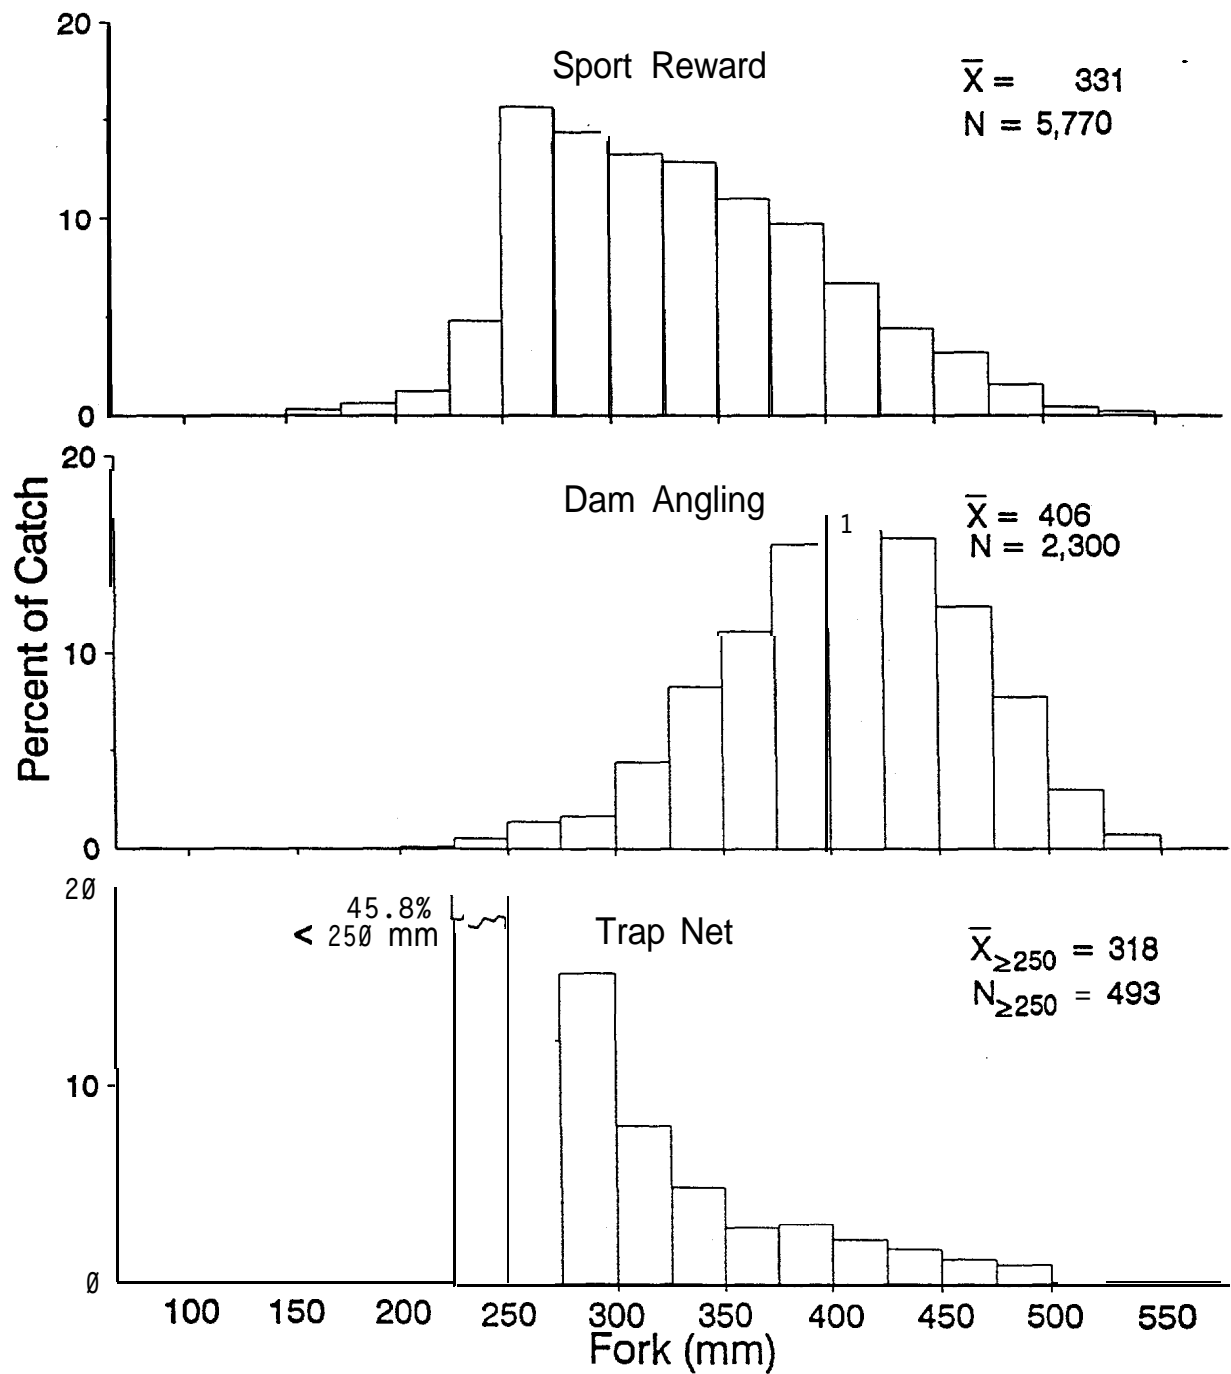 20
Sport Reward
X̄ = 331
N = 5,770
10
0
20
Dam Angling
1
X̄ = 406
N = 2,300
Percent of Catch
10
0
20
45.8%
< 250 mm
Trap Net
X̄≥250 = 318
N≥250 = 493
10
0
100 150 200 250 300 350 400 450 500 550
Fork (mm)